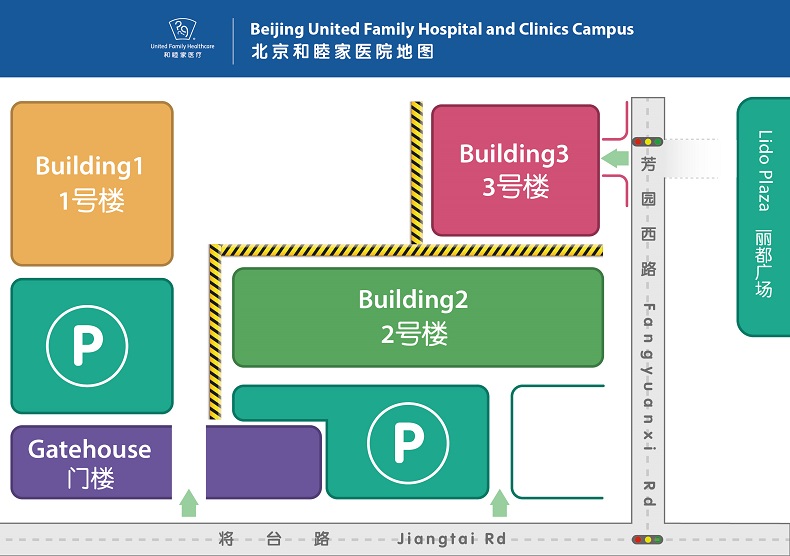 United Family Healthcare
和睦家医疗
Beijing United Family Hospital and Clinics Campus
北京和睦家医院地图
Building1
1号楼
Building3
3号楼
Lido Plaza 丽都广场
芳园西路 Fangyuanxi Rd
Building2
2号楼
P
P
Gatehouse
门楼
将台路 Jiangtai Rd